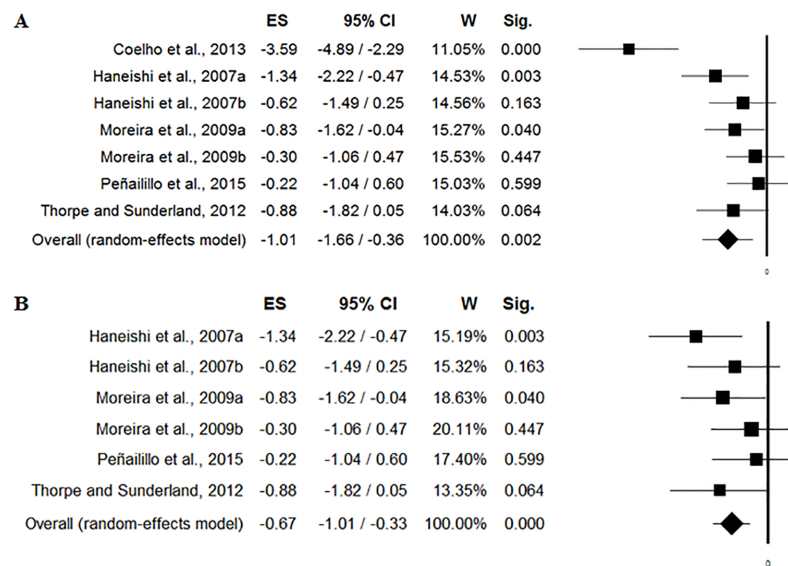 A ES 95% CI W Sig.
Coelho et al., 2013 -3.59 -4.89 / -2.29 11.05% 0.000
Haneishi et al., 2007a -1.34 -2.22 / -0.47 14.53% 0.003
Haneishi et al., 2007b -0.62 -1.49 / 0.25 14.56% 0.163
Moreira et al., 2009a -0.83 -1.62 / -0.04 15.27% 0.040
Moreira et al., 2009b -0.30 -1.06 / 0.47 15.53% 0.447
Peñailillo et al., 2015 -0.22 -1.04 / 0.60 15.03% 0.599
Thorpe and Sunderland, 2012 -0.88 -1.82 / 0.05 14.03% 0.064
Overall (random-effects model) -1.01 -1.66 / -0.36 100.00% 0.002
0
B ES 95% CI W Sig.
Haneishi et al., 2007a -1.34 -2.22 / -0.47 15.19% 0.003
Haneishi et al., 2007b -0.62 -1.49 / 0.25 15.32% 0.163
Moreira et al., 2009a -0.83 -1.62 / -0.04 18.63% 0.040
Moreira et al., 2009b -0.30 -1.06 / 0.47 20.11% 0.447
Peñailillo et al., 2015 -0.22 -1.04 / 0.60 17.40% 0.599
Thorpe and Sunderland, 2012 -0.88 -1.82 / 0.05 13.35% 0.064
Overall (random-effects model) -0.67 -1.01 / -0.33 100.00% 0.000
0